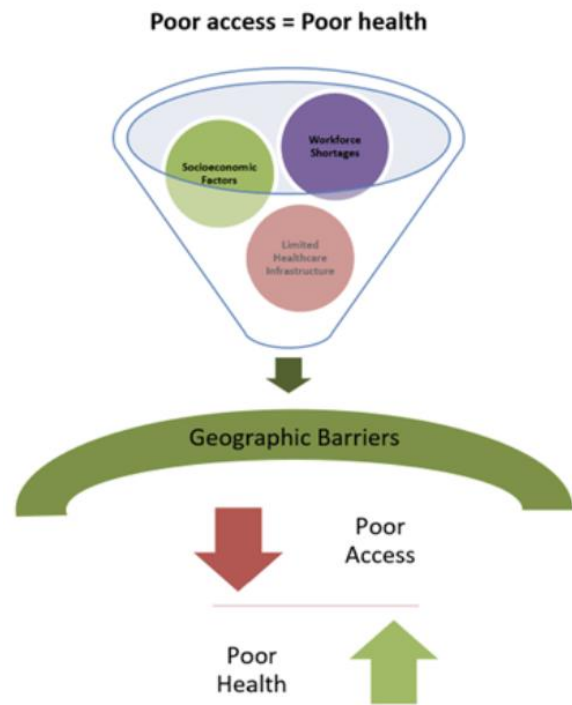 Poor access = Poor health
Workforce
Shortages
Socioeconomic
Factors
Limited
Healthcare
Infrastructure
Geographic Barriers
Poor
Access
Poor
Health